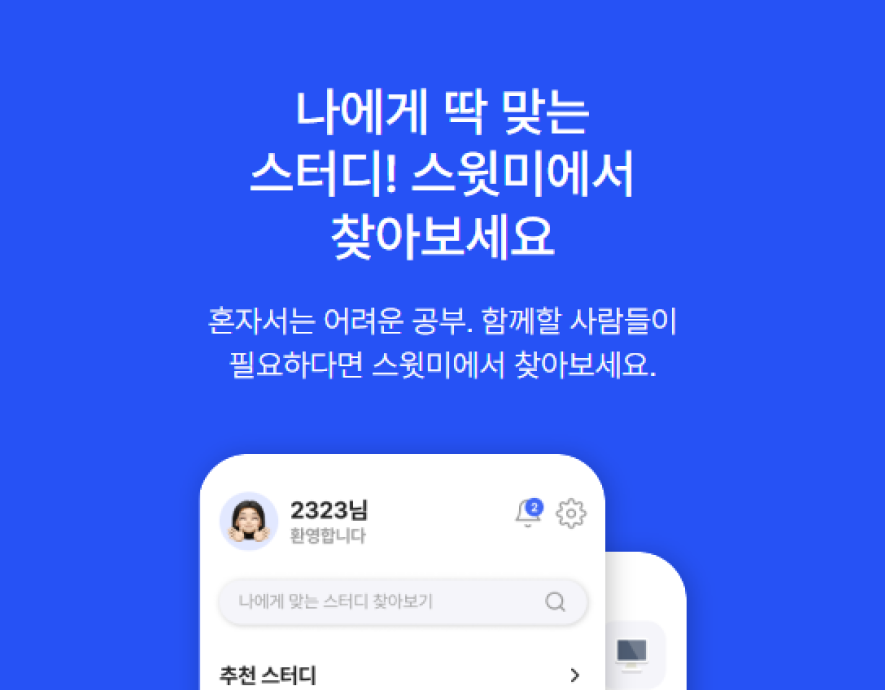 나에게 딱 맞는
스터디! 스윗미에서
찾아보세요
혼자서는 어려운 공부. 함께할 사람들이
필요하다면 스윗미에서 찾아보세요.
2323님
2
환영합니다
나에게 맞는 스터디 찾아보기
추천 스터디